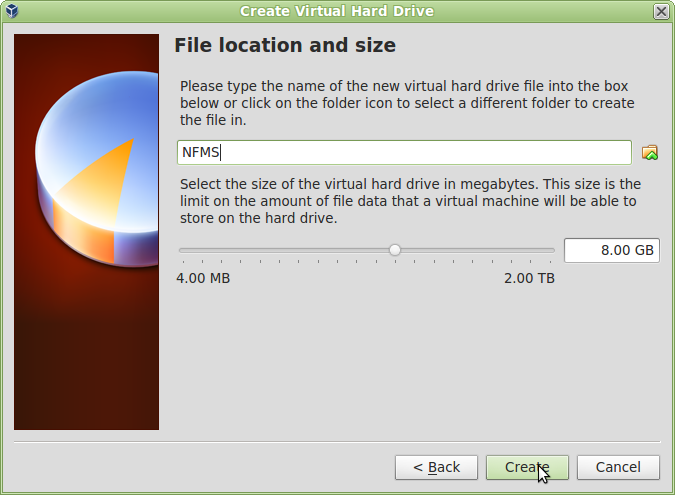 Create Virtual Hard Drive
File location and size
Please type the name of the new virtual hard drive file into the box
below or click on the folder icon to select a different folder to create
the file in.
NFMS
Select the size of the virtual hard drive in megabytes. This size is the
limit on the amount of file data that a virtual machine will be able to
store on the hard drive.
8.00 GB
4.00 MB 2.00 TB
< Back Create Cancel